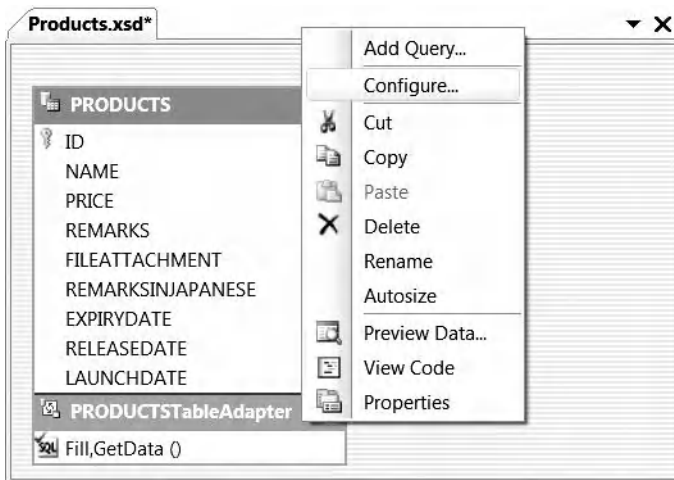 Products.xsd*
PRODUCTS
ID
NAME
PRICE
REMARKS
FILEATTACHMENT
REMARKSINJAPANESE
EXPIRYDATE
RELEASEDATE
LAUNCHDATE
PRODUCTSTableAdapter
SQL Fill,GetData ()
Add Query...
Configure...
Cut
Copy
Paste
Delete
Rename
Autosize
Preview Data...
View Code
Properties